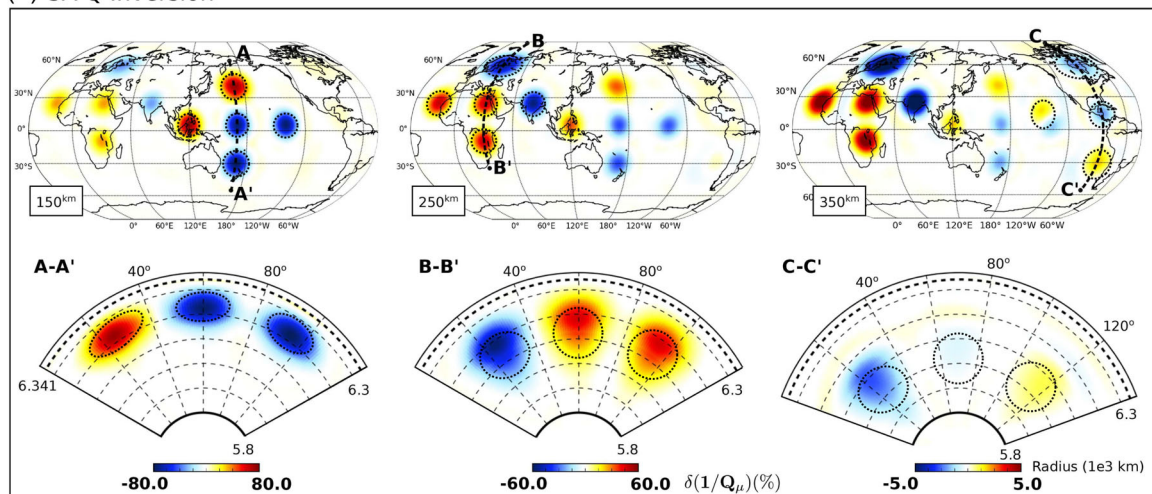 A
B
C
60°N
60°N
60°N
30°N
30°N
30°N
0°
0°
0°
30°S
30°S
30°S
A'
B'
C'
150km
250km
350km
0° 60°E 120°E 180° 120°W 60°W
0° 60°E 120°E 180° 120°W 60°W
0° 60°E 120°E 180° 120°W 60°W
A-A'
40° 80°
6.341 6.3
5.8
B-B'
40° 80°
6.3
5.8
C-C'
40° 80° 120°
6.3
5.8
-80.0 80.0
-60.0 60.0 δ(1/Qμ)(%)
-5.0 5.0 Radius (1e3 km)